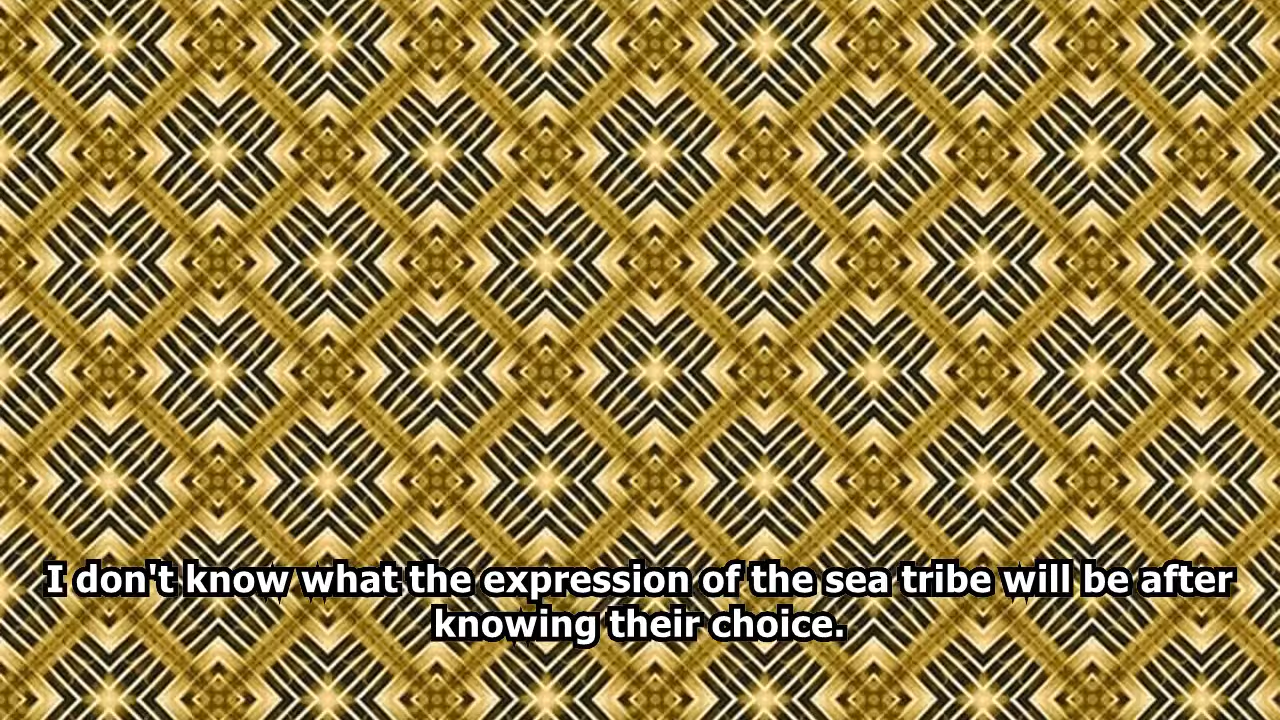 I don't know what the expression of the sea tribe will be after
knowing their choice.